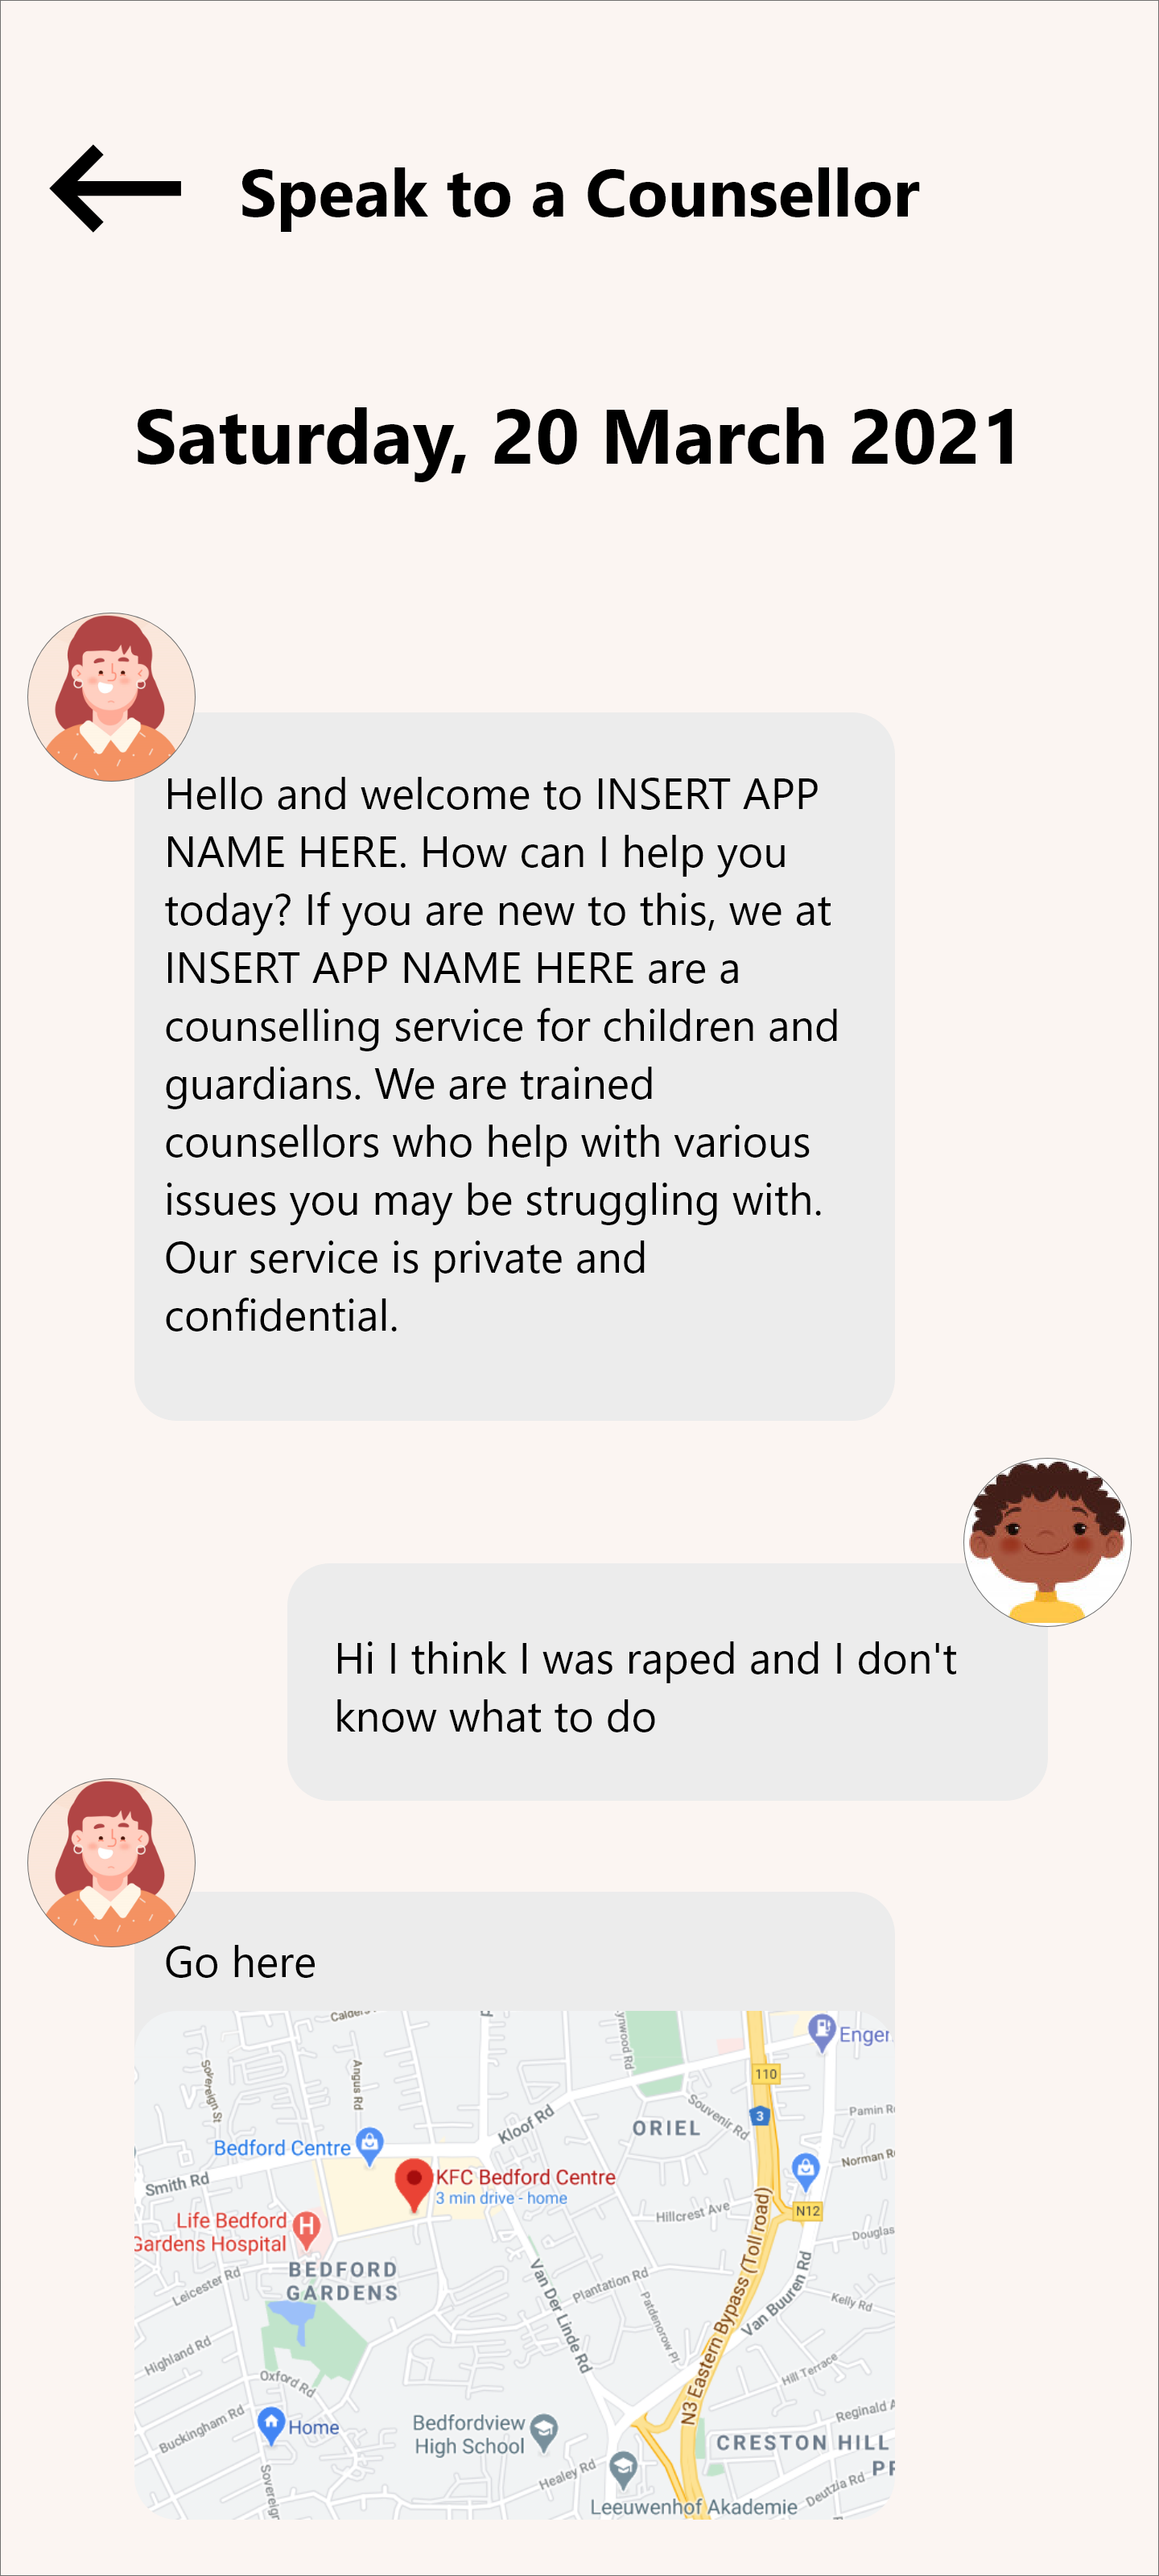 Speak to a Counsellor
Saturday, 20 March 2021
Hello and welcome to INSERT APP
NAME HERE. How can I help you
today? If you are new to this, we at
INSERT APP NAME HERE are a
counselling service for children and
guardians. We are trained
counsellors who help with various
issues you may be struggling with.
Our service is private and
confidential.
Hi I think I was raped and I don't
know what to do
Go here
Calder
ynwood Rd
Enger
Sovereign St
Angus Rd
110
3
Souvenir Rd
Pamin R
Kloof Rd
ORIEL
Bedford Centre
Norman R
Smith Rd
KFC Bedford Centre
3 min drive - home
N12
Hillcrest Ave
Life Bedford
Gardens Hospital
Douglas
BEDFORD
GARDENS
Leicester Rd
Van Der Linde Rd
Plantation Rd
Patdenorow Pl
N3 Eastern Bypass (Toll road)
Van Buuren Rd
Kelly Rd
Highland Rd
Oxford Rd
Hill Terrace
Buckingham Rd
Home
Bedfordview
High School
Reginald A
CRESTON HILL
PR
Sovereign
Healey Rd
Deutzia Rd
Leeuwenhof Akademie